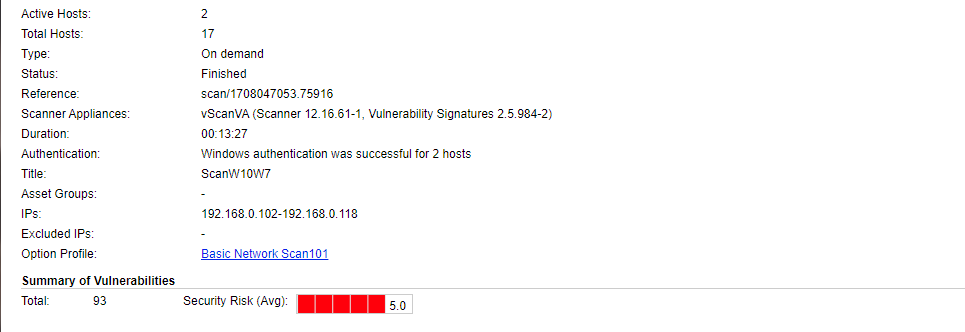 Active Hosts: 2
Total Hosts: 17
Type: On demand
Status: Finished
Reference: scan/1708047053.75916
Scanner Appliances: vScanVA (Scanner 12.16.61-1, Vulnerability Signatures 2.5.984-2)
Duration: 00:13:27
Authentication: Windows authentication was successful for 2 hosts
Title: ScanW10W7
Asset Groups: -
IPs: 192.168.0.102-192.168.0.118
Excluded IPs: -
Option Profile: Basic Network Scan101
Summary of Vulnerabilities
Total: 93 Security Risk (Avg): 5.0